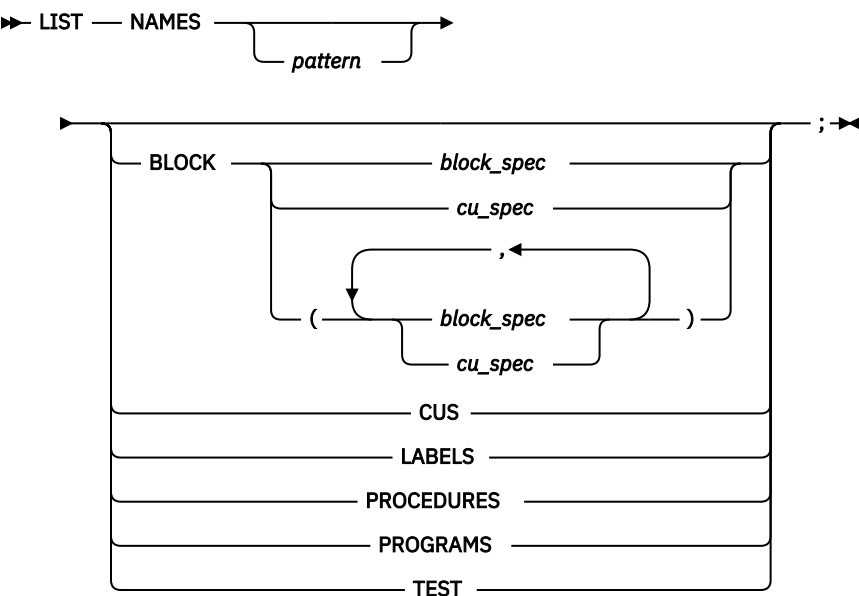 LIST NAMES
pattern
;
BLOCK block_spec
cu_spec
,
( block_spec )
cu_spec
CUS
LABELS
PROCEDURES
PROGRAMS
TEST